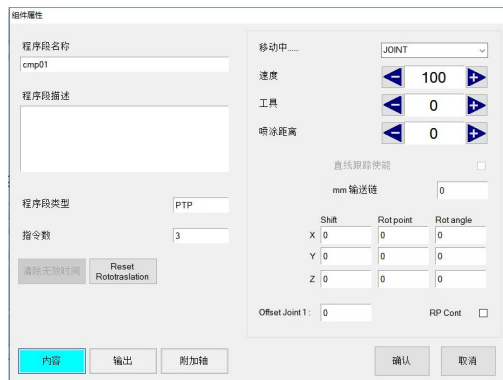 组件属性
程序段名称
cmp01
程序段描述
程序段类型
PTP
指令数
3
清除无效时间
Reset
Rototraslation
内容
输出
附加轴
移动中.....
JOINT
速度
100
工具
0
喷涂距离
0
直线跟踪使能
mm 输送链
0
Shift Rot point Rot angle
X 0 0 0
Y 0 0 0
Z 0 0 0
Offset Joint 1 : 0 RP Cont
确认
取消